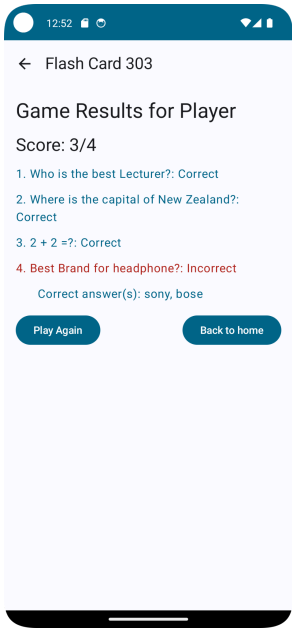 12:52
Flash Card 303
Game Results for Player
Score: 3/4
1. Who is the best Lecturer?: Correct
2. Where is the capital of New Zealand?:
Correct
3. 2 + 2 =?: Correct
4. Best Brand for headphone?: Incorrect
Correct answer(s): sony, bose
Play Again
Back to home